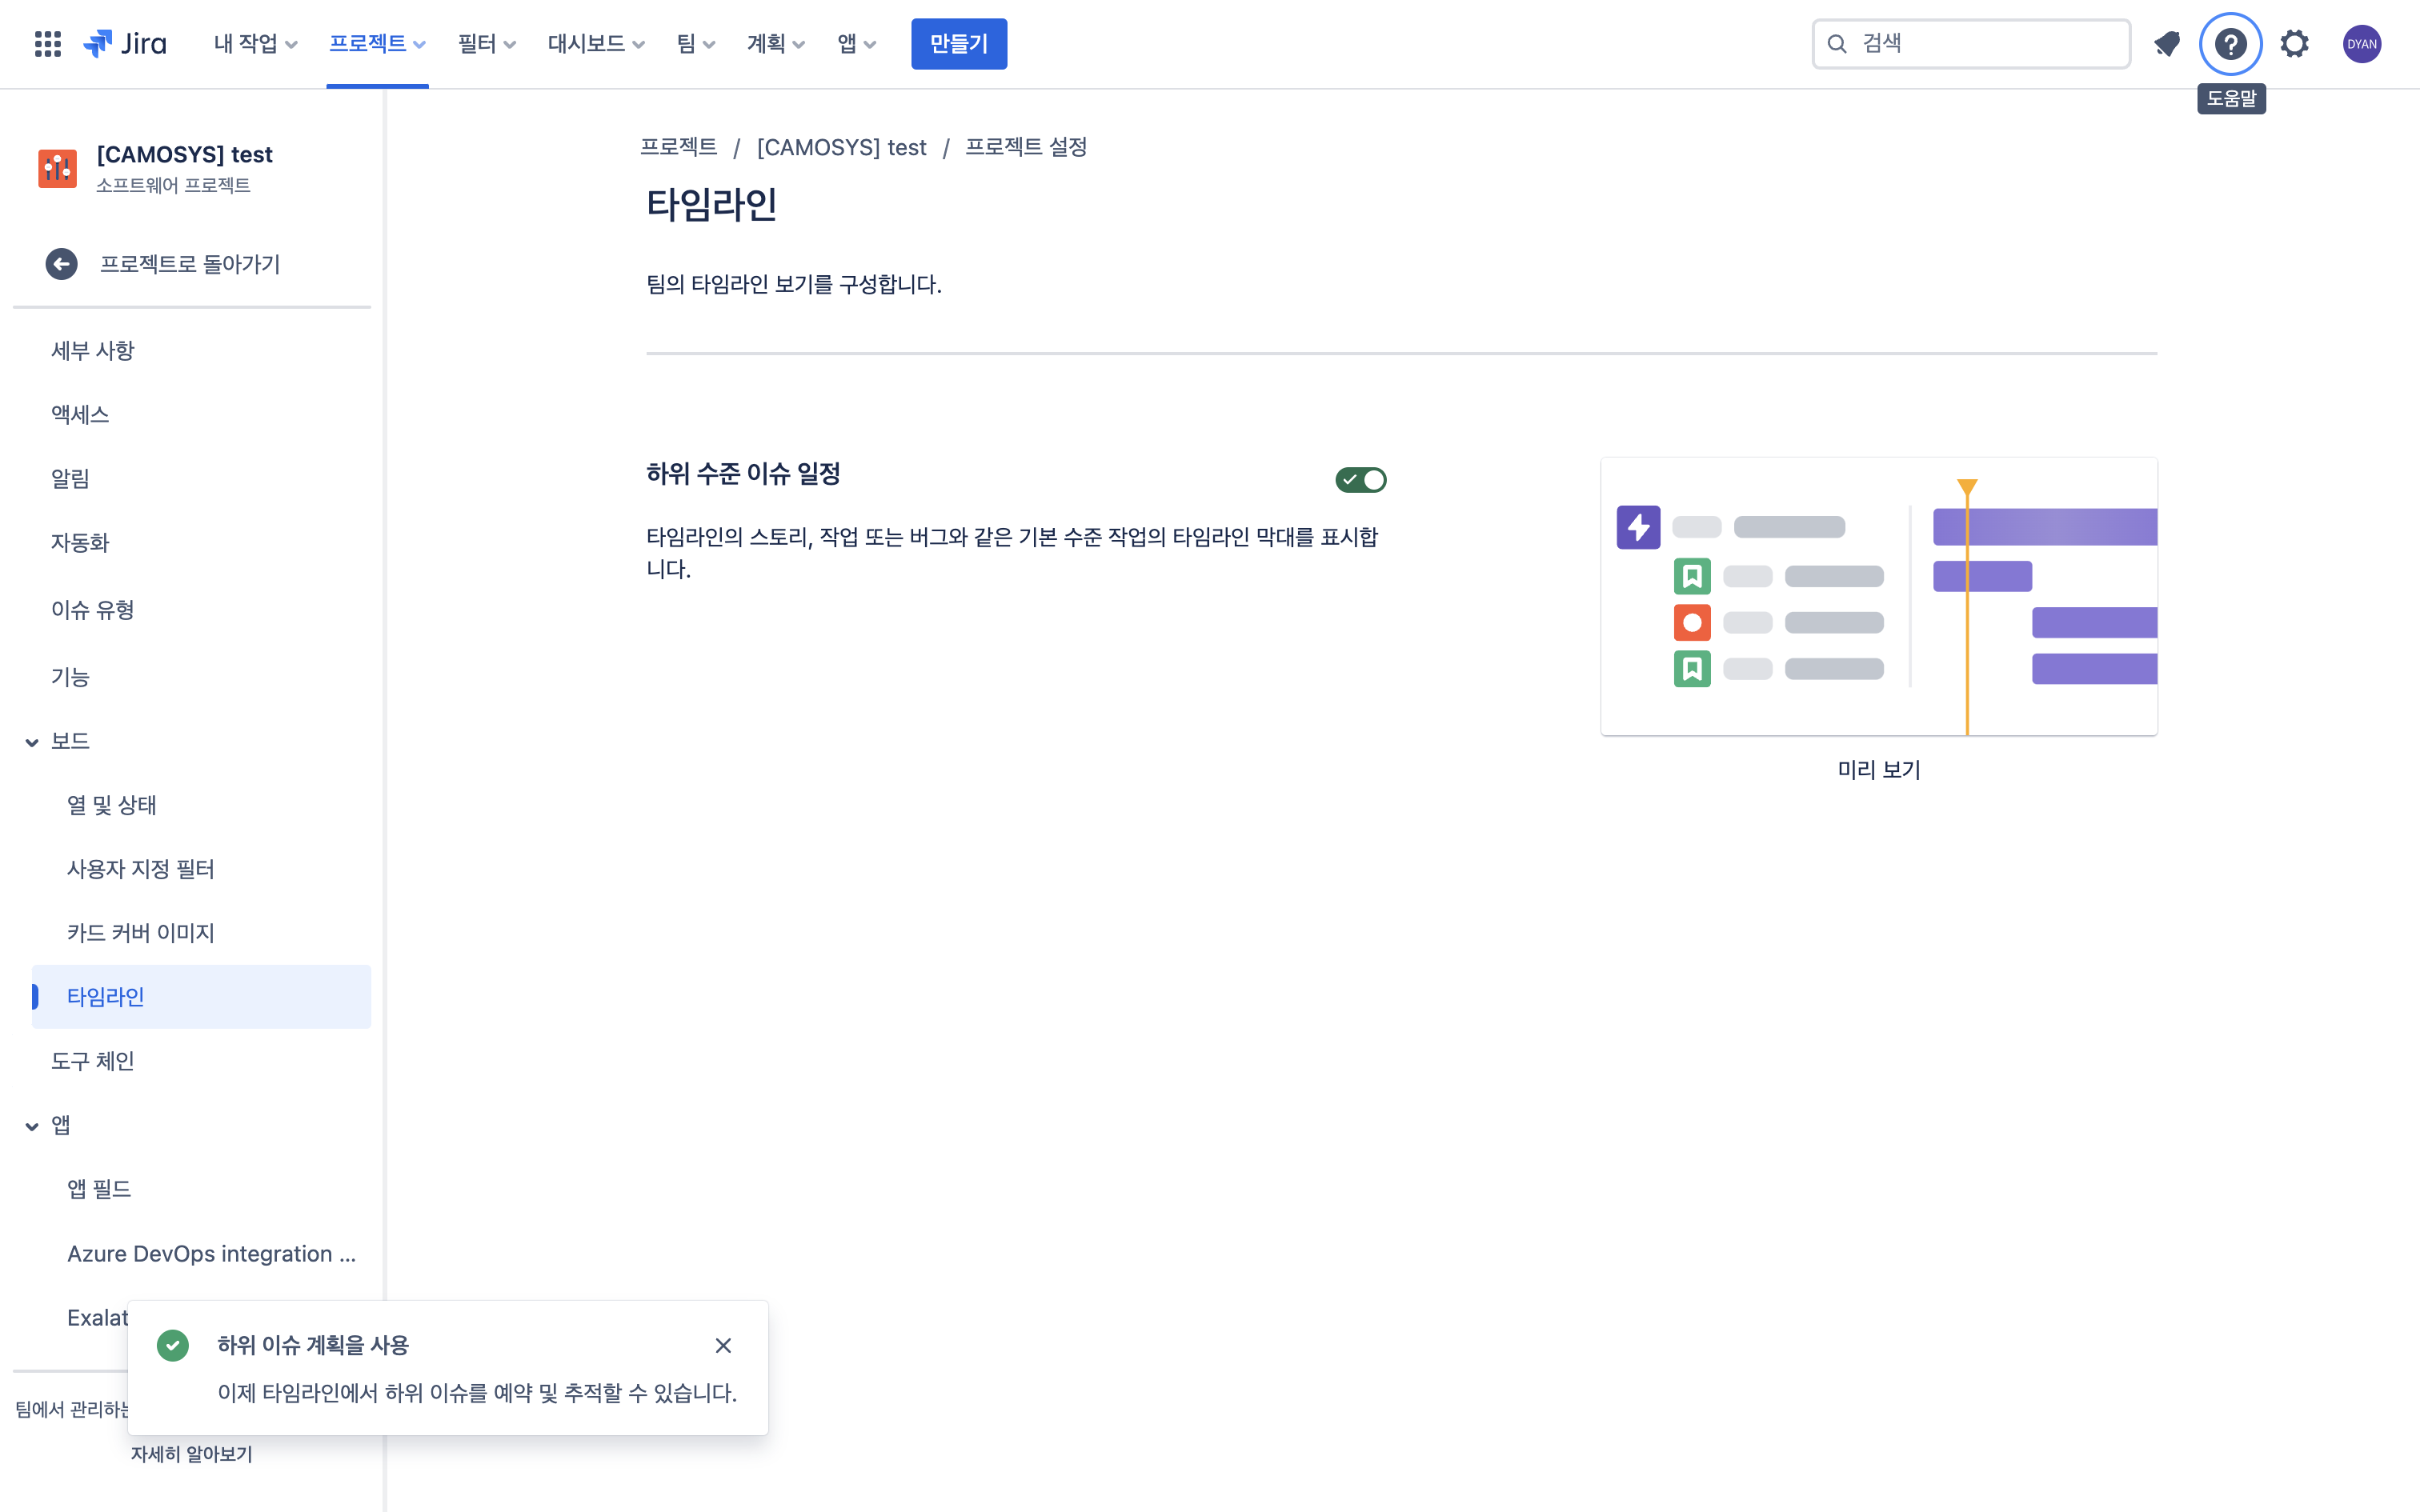 Jira
내 작업
프로젝트
필터
대시보드
팀
계획
앱
만들기
검색
DYAN
도움말
[CAMOSYS] test
소프트웨어 프로젝트
프로젝트로 돌아가기
세부 사항
액세스
알림
자동화
이슈 유형
기능
보드
열 및 상태
사용자 지정 필터
카드 커버 이미지
타임라인
도구 체인
앱
앱 필드
Azure DevOps integration ...
Exalat
팀에서 관리하는
자세히 알아보기
프로젝트 / [CAMOSYS] test / 프로젝트 설정
타임라인
팀의 타임라인 보기를 구성합니다.
하위 수준 이슈 일정
타임라인의 스토리, 작업 또는 버그와 같은 기본 수준 작업의 타임라인 막대를 표시합
니다.
미리 보기
하위 이슈 계획을 사용
이제 타임라인에서 하위 이슈를 예약 및 추적할 수 있습니다.